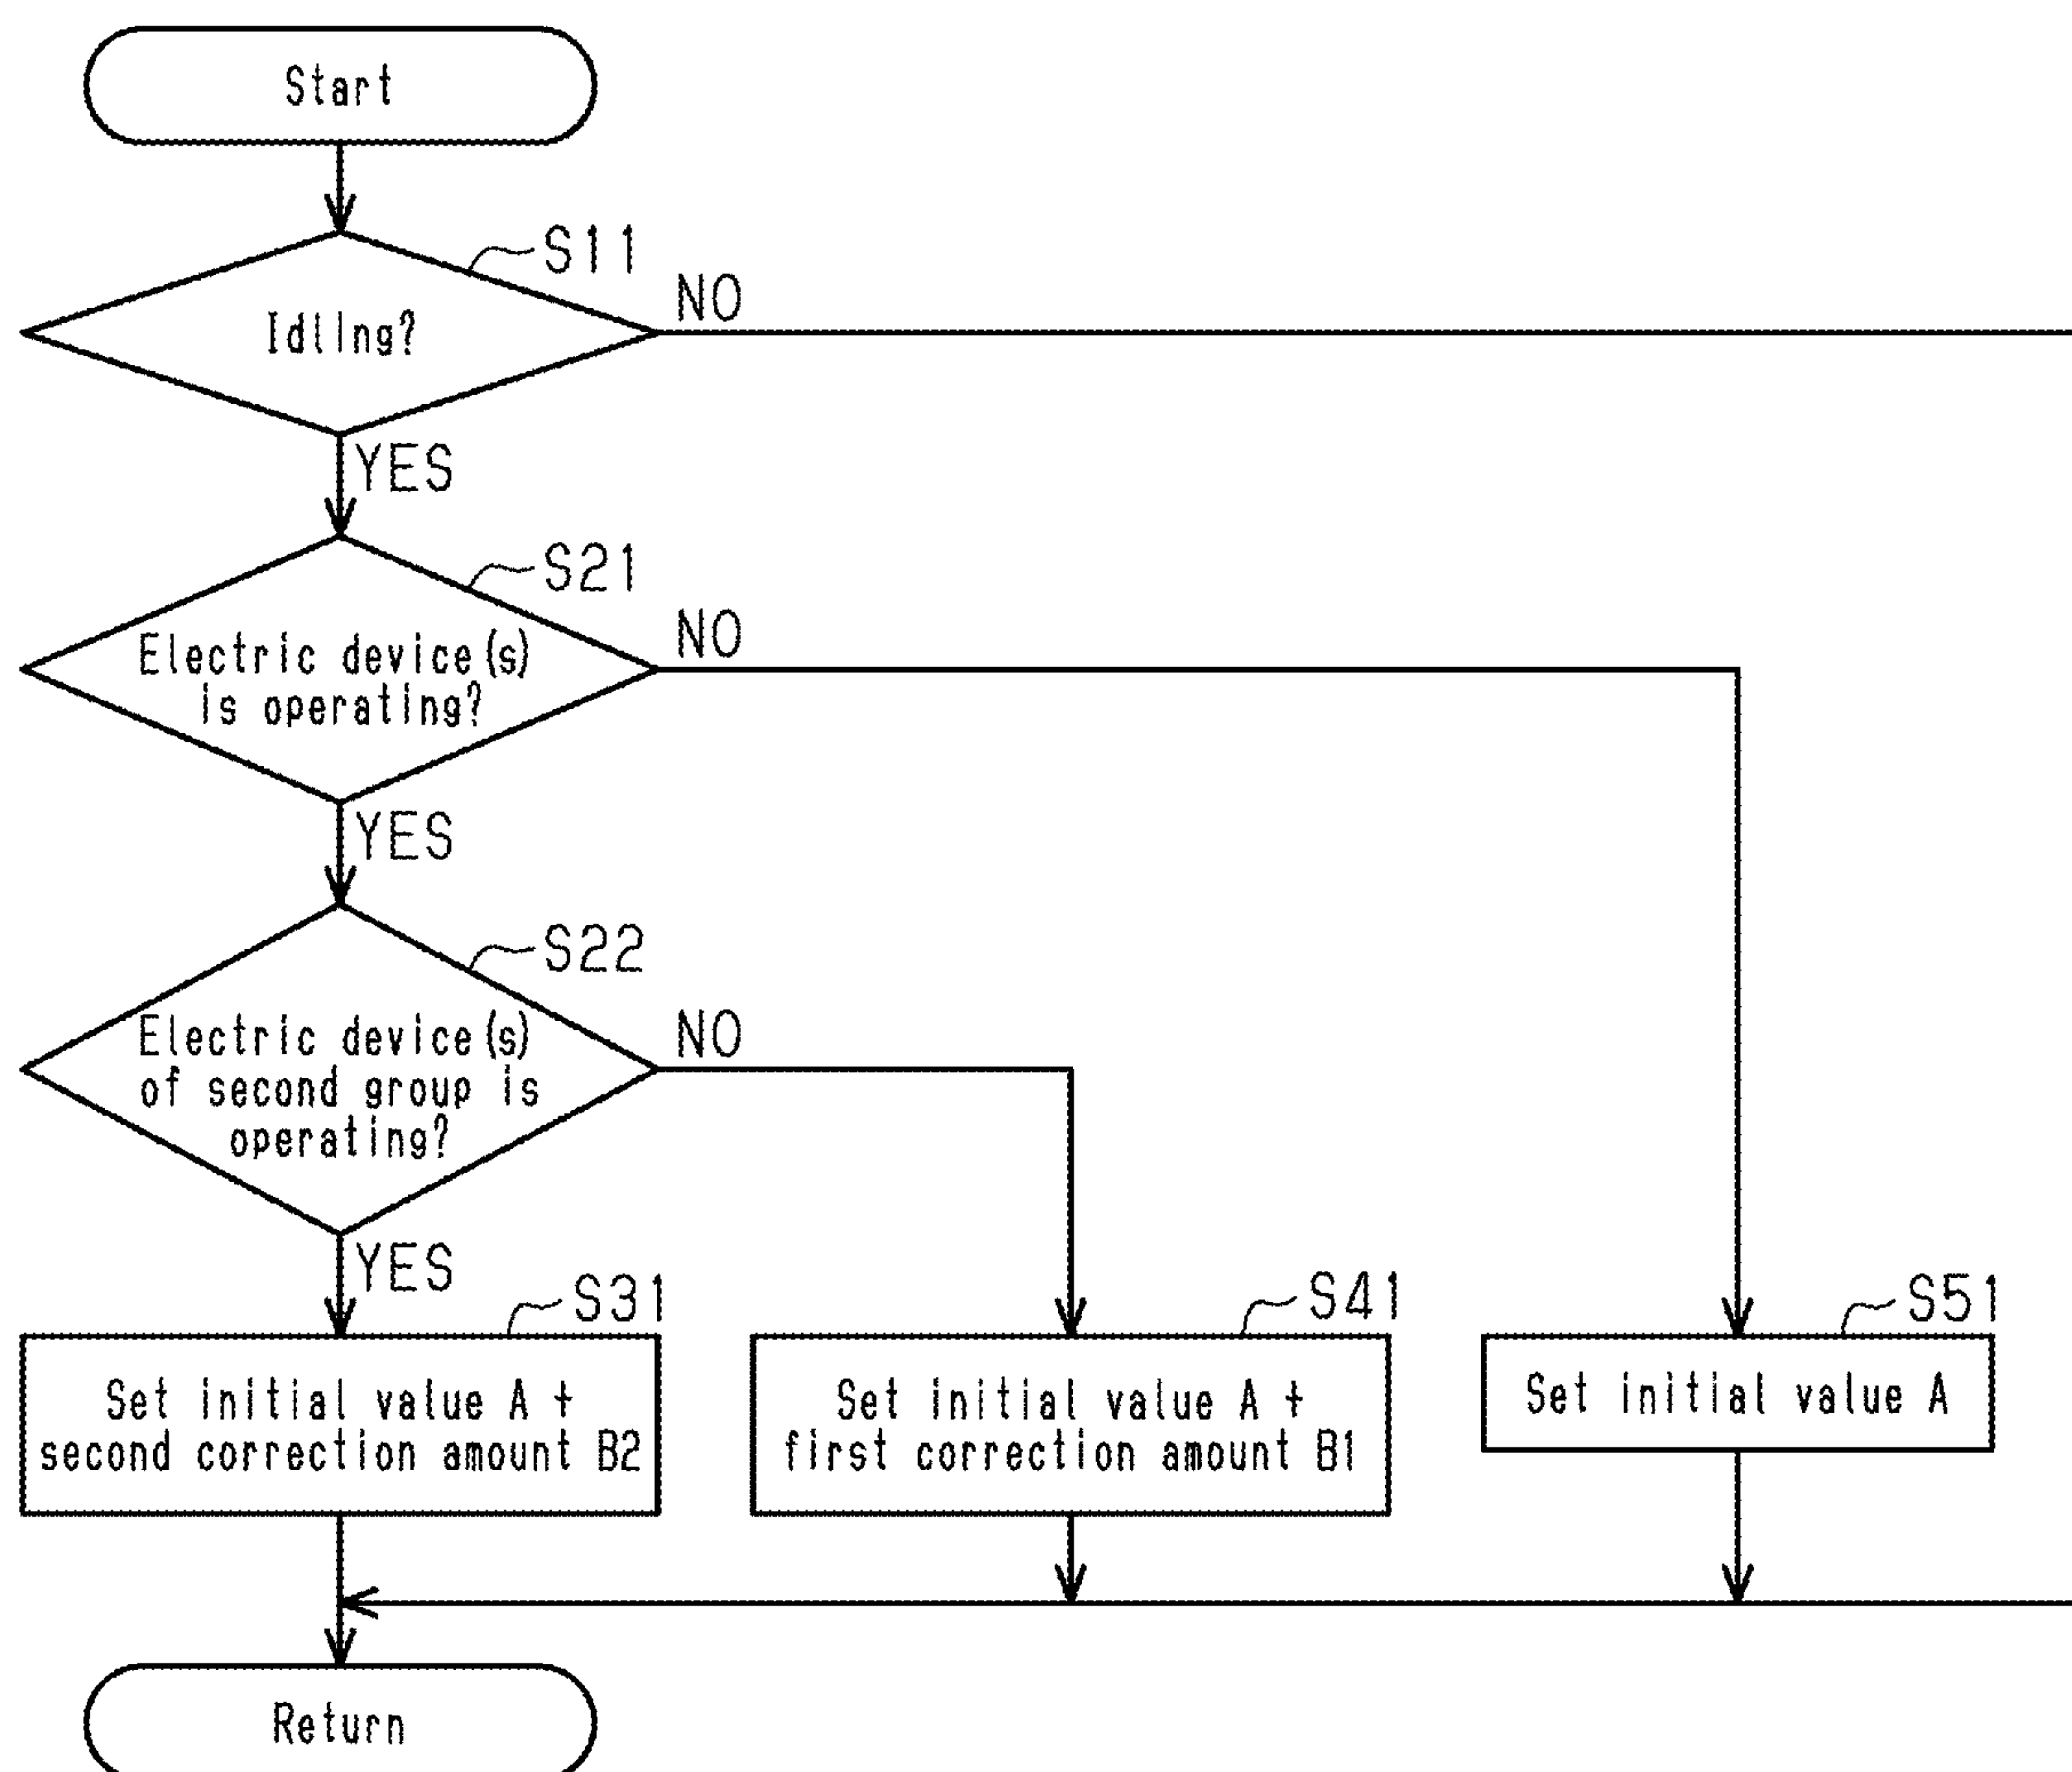 Start
S11
NO
Idling?
YES
S21
NO
Electric device(s)
is operating?
YES
S22
NO
Electric device(s)
of second group is
operating?
YES
S31
S41
S51
Set initial value A +
second correction amount B2
Set initial value A +
first correction amount B1
Set initial value A
Return